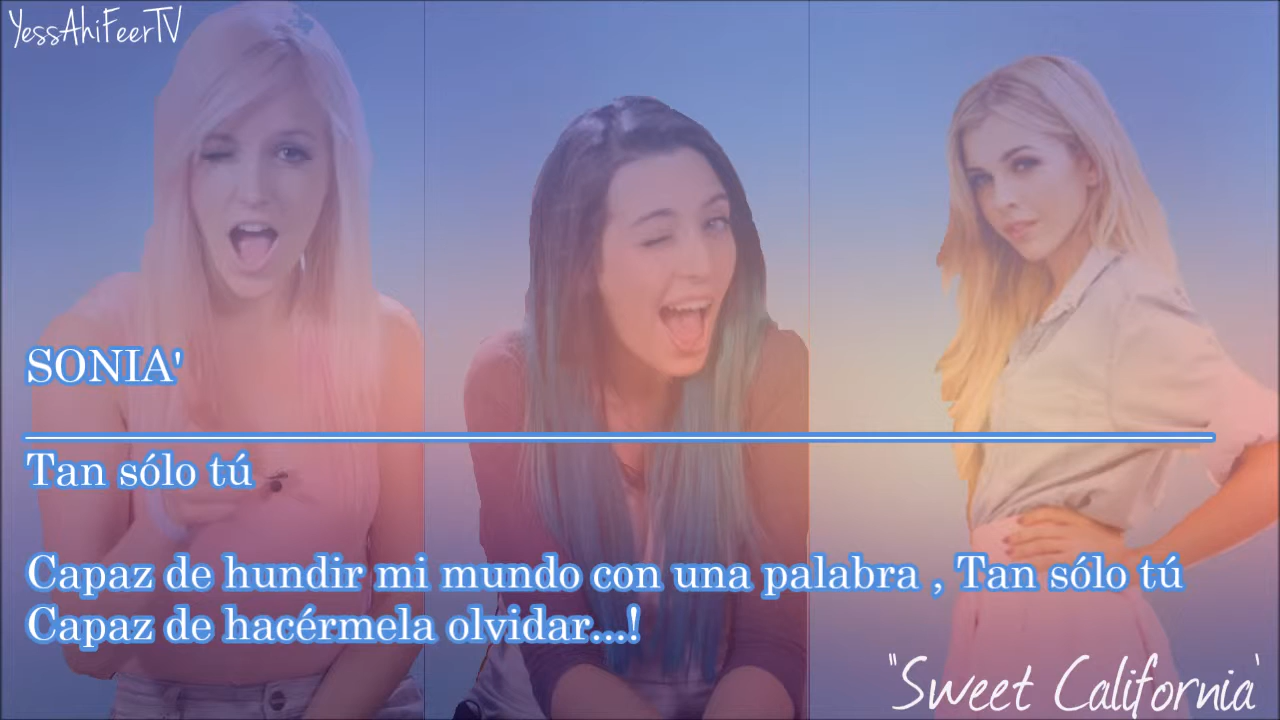 YessAhiFeerTV
SONIA'
Tan sólo tú
Capaz de hundir mi mundo con una palabra , Tan sólo tú
Capaz de hacérmela olvidar...!
"Sweet California'